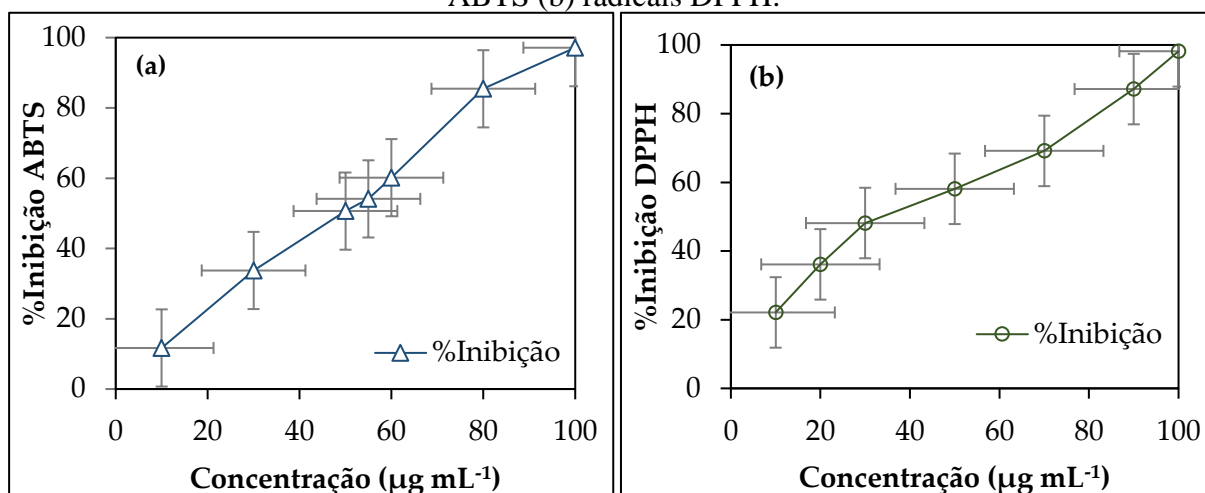 ABTS (b) radicais DPPH.
(a)
%Inibição ABTS
100
80
60
40
20
0
%Inibição
0 20 40 60 80 100
Concentração (µg mL-1)
(b)
%Inibição DPPH
100
80
60
40
20
0
%Inibição
0 20 40 60 80 100
Concentração (µg mL-1)